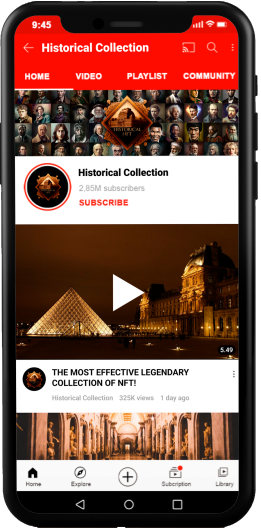 9:45
Historical Collection
HOME VIDEO PLAYLIST COMMUNITY
HISTORICAL
NFT
Historical Collection
2,85M subscribers
SUBSCRIBE
5.49
THE MOST EFFECTIVE LEGENDARY
COLLECTION OF NFT!
Historical Collection 325K views 1 day ago
Home Explore Subcription Library